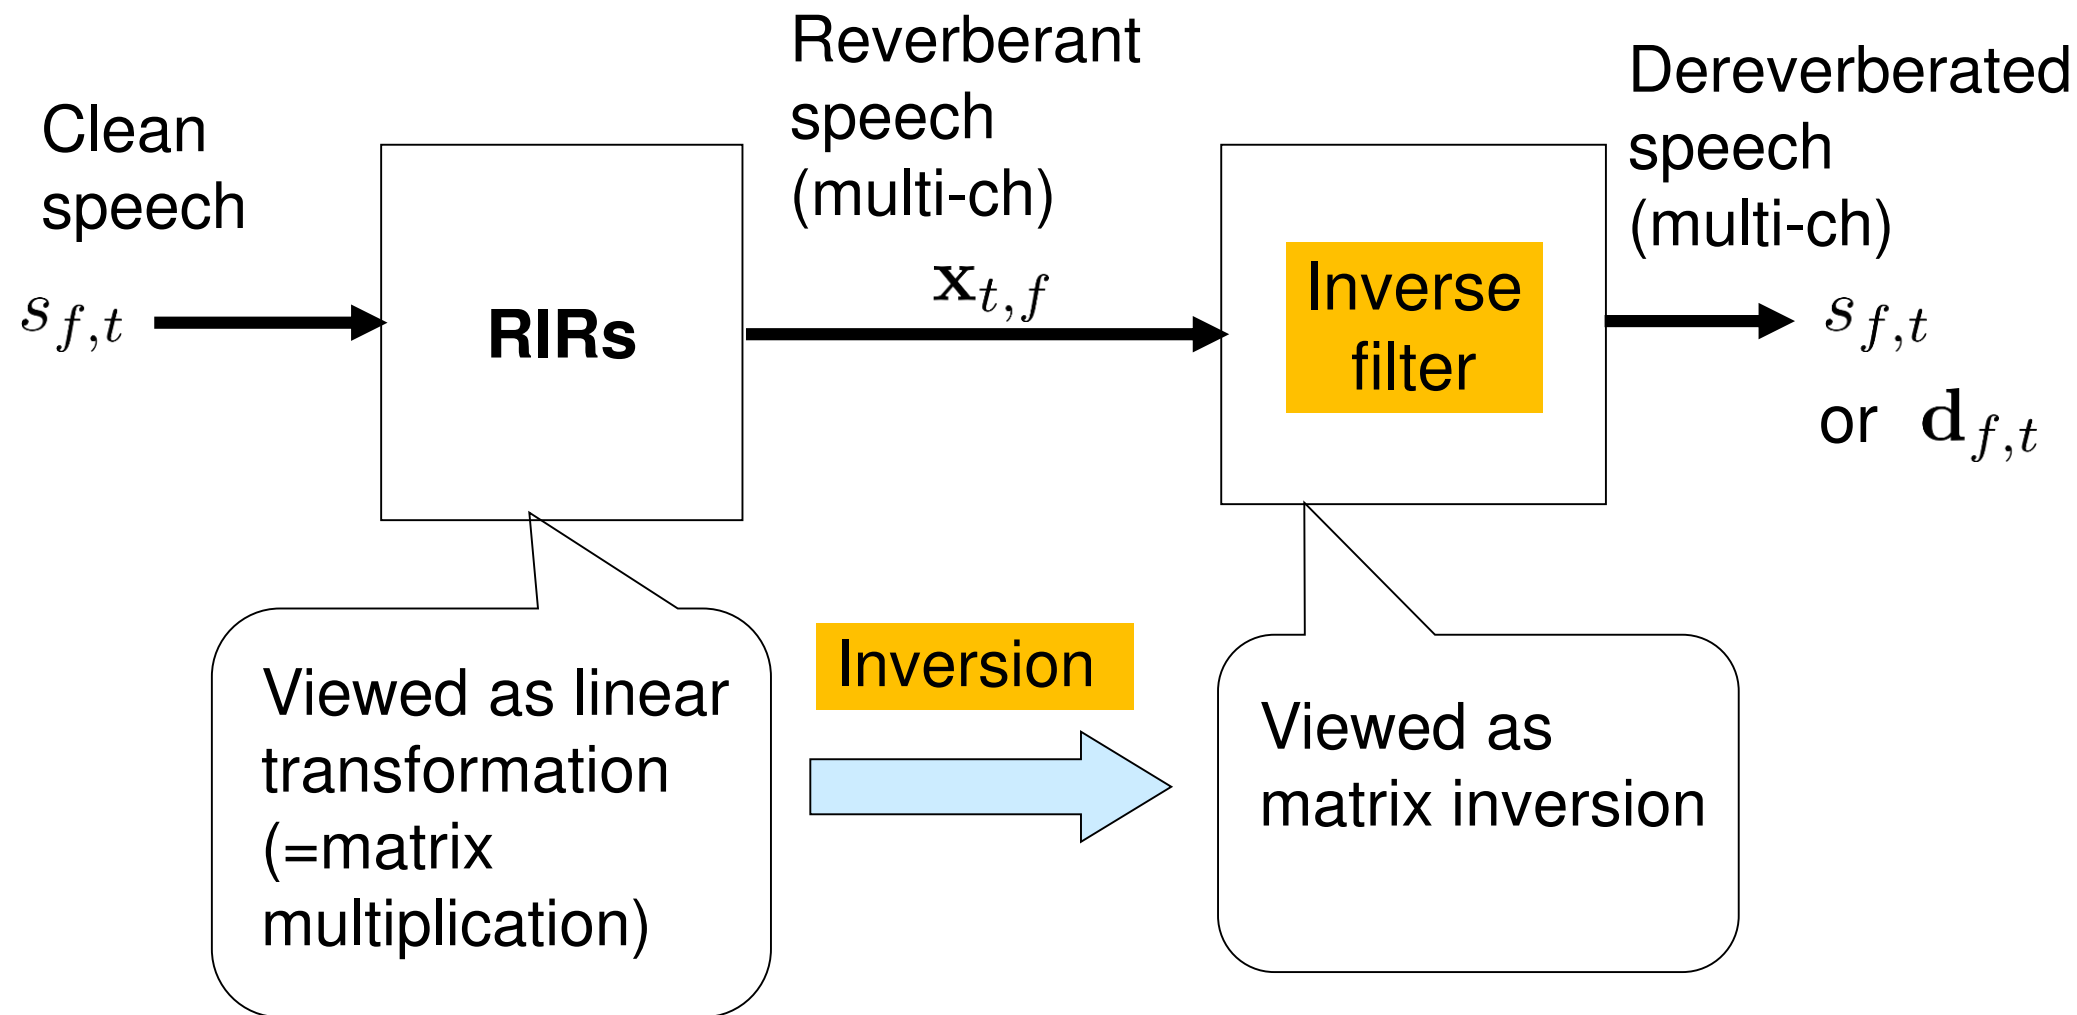 Clean
speech
s_{f,t}
RIRs
Reverberant
speech
(multi-ch)
x_{t,f}
Inverse
filter
Dereverberated
speech
(multi-ch)
s_{f,t}
or d_{f,t}
Viewed as linear
transformation
(=matrix
multiplication)
Inversion
Viewed as
matrix inversion